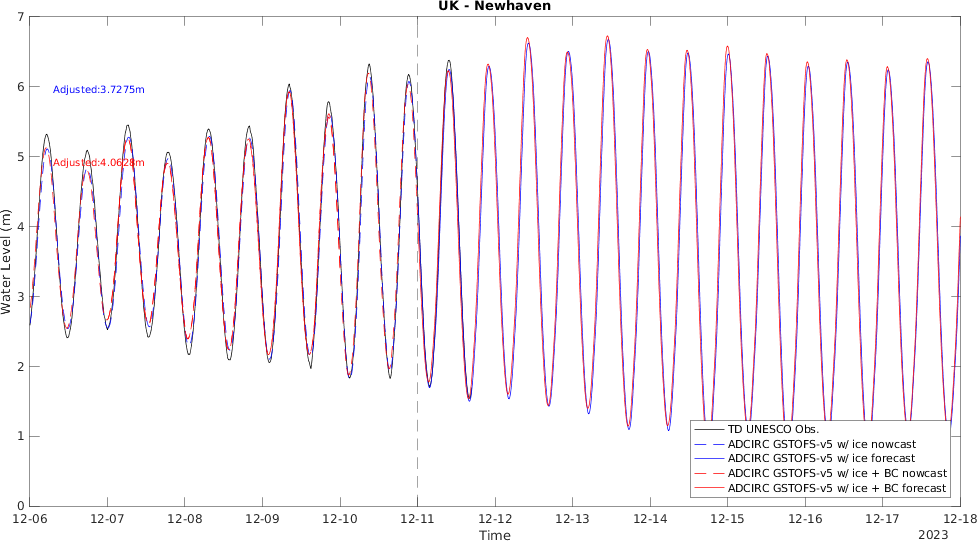 UK - Newhaven
7
6
5
4
3
2
1
0
Water Level (m)
Adjusted:3.7275m
Adjusted:4.0628m
TD UNESCO Obs.
ADCIRC GSTOFS-v5 w/ ice nowcast
ADCIRC GSTOFS-v5 w/ ice forecast
ADCIRC GSTOFS-v5 w/ ice + BC nowcast
ADCIRC GSTOFS-v5 w/ ice + BC forecast
12-06 12-07 12-08 12-09 12-10 12-11 12-12 12-13 12-14 12-15 12-16 12-17 12-18
Time
2023